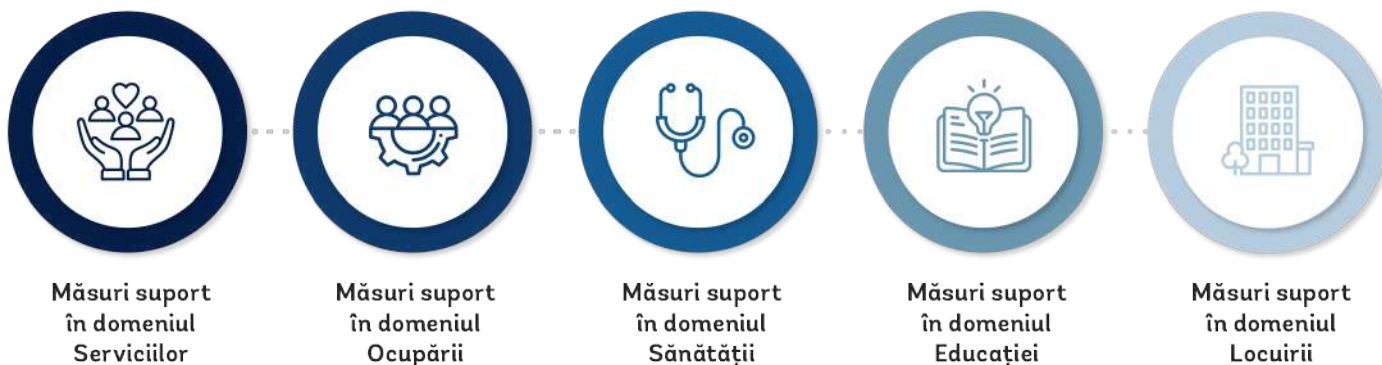 Măsuri suport
în domeniul
Serviciilor
Măsuri suport
în domeniul
Ocupării
Măsuri suport
în domeniul
Sănătății
Măsuri suport
în domeniul
Educației
Măsuri suport
în domeniul
Locuirii